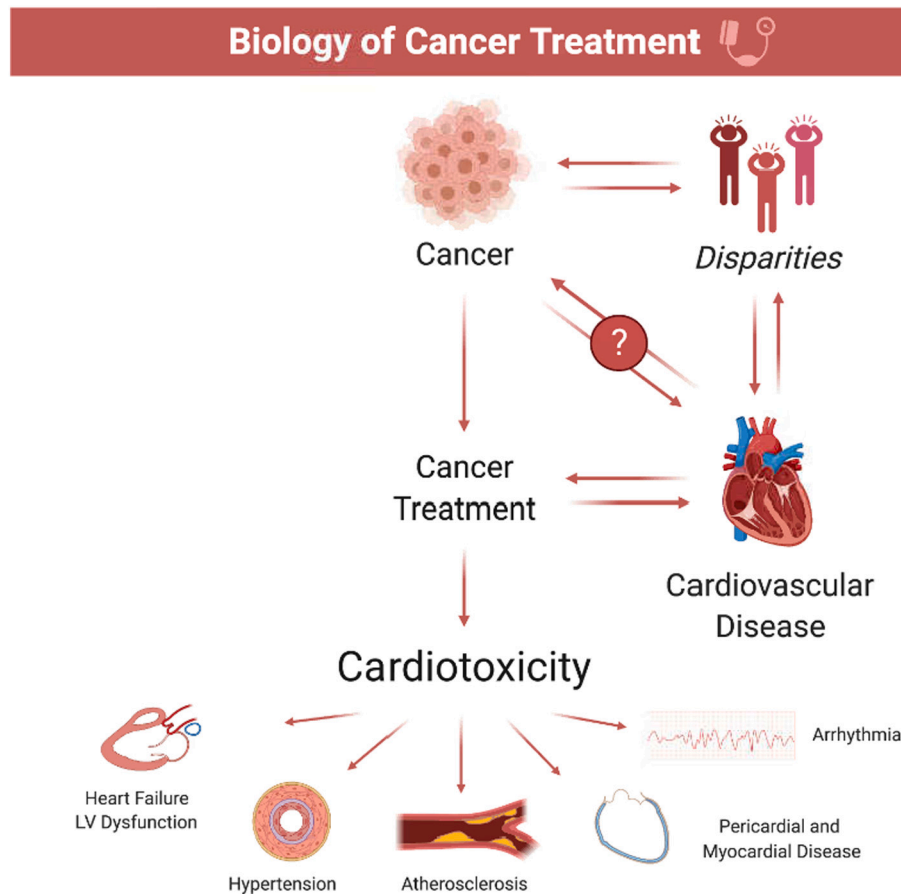 Biology of Cancer Treatment
Cancer
Disparities
?
Cancer
Treatment
Cardiovascular
Disease
Cardiotoxicity
Arrhythmia
Heart Failure
LV Dysfunction
Pericardial and
Myocardial Disease
Hypertension
Atherosclerosis